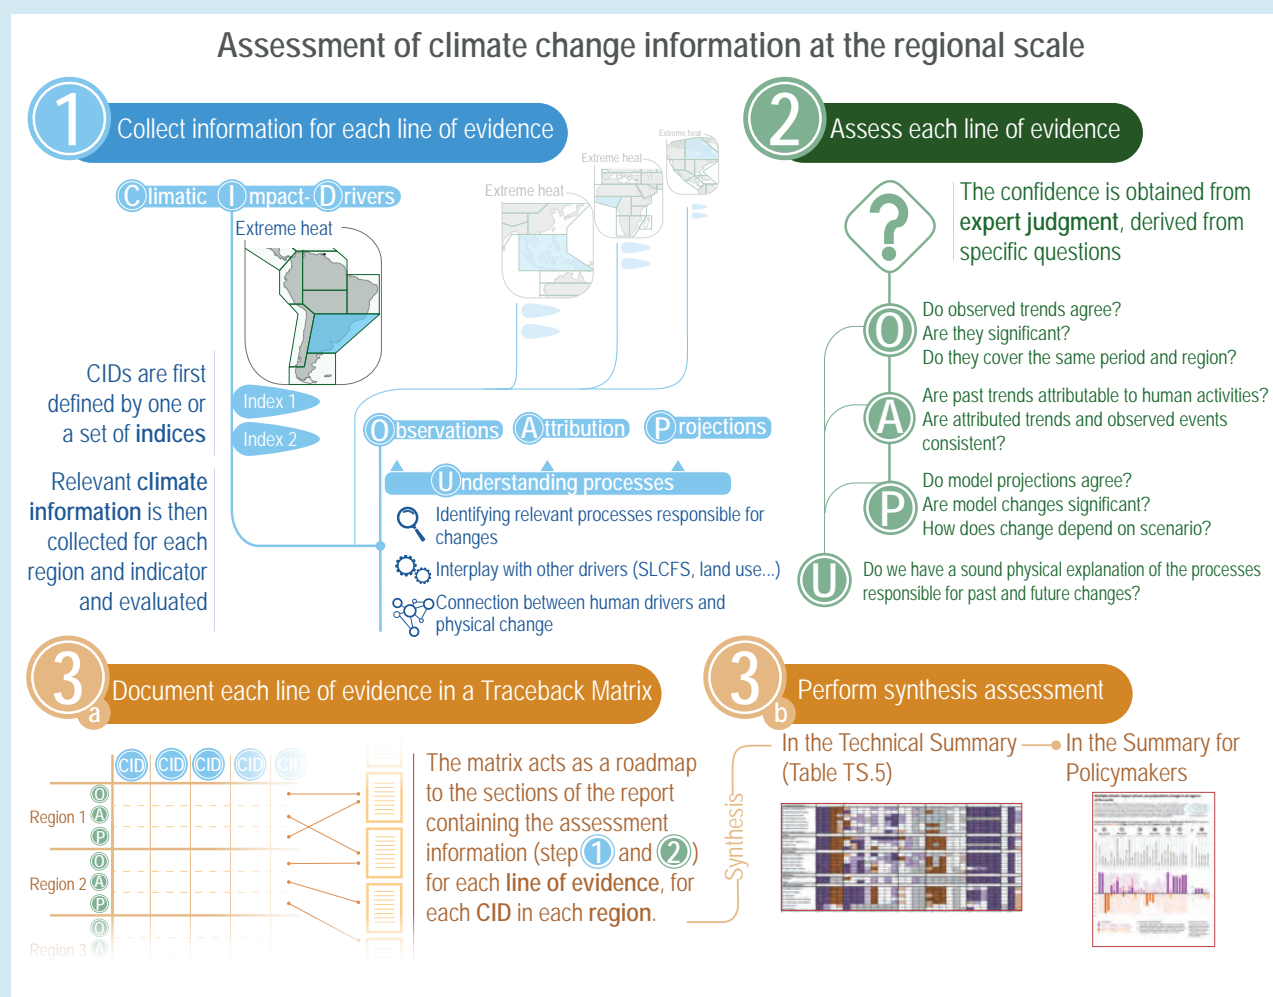 Assessment of climate change information at the regional scale
1
Collect information for each line of evidence
Climatic Impact-Drivers
Extreme heat
Extreme heat
Extreme heat
Extreme heat
CIDs are first
defined by one or
a set of indices
Index 1
Index 2
Relevant climate
information is then
collected for each
region and indicator
and evaluated
Observations
Attribution
Projections
Understanding processes
Identifying relevant processes responsible for
changes
Interplay with other drivers (SLCFS, land use...)
Connection between human drivers and
physical change
2
Assess each line of evidence
?
The confidence is obtained from
expert judgment, derived from
specific questions
O
Do observed trends agree?
Are they significant?
Do they cover the same period and region?
A
Are past trends attributable to human activities?
Are attributed trends and observed events
consistent?
P
Do model projections agree?
Are model changes significant?
How does change depend on scenario?
U
Do we have a sound physical explanation of the processes
responsible for past and future changes?
3
a
Document each line of evidence in a Traceback Matrix
CID CID CID CID CID
Region 1
O
A
P
Region 2
O
A
P
Region 3
O
A
The matrix acts as a roadmap
to the sections of the report
containing the assessment
information (step 1 and 2)
for each line of evidence, for
each CID in each region.
3
b
Perform synthesis assessment
Synthesis
In the Technical Summary
(Table TS.5)
In the Summary for
Policymakers